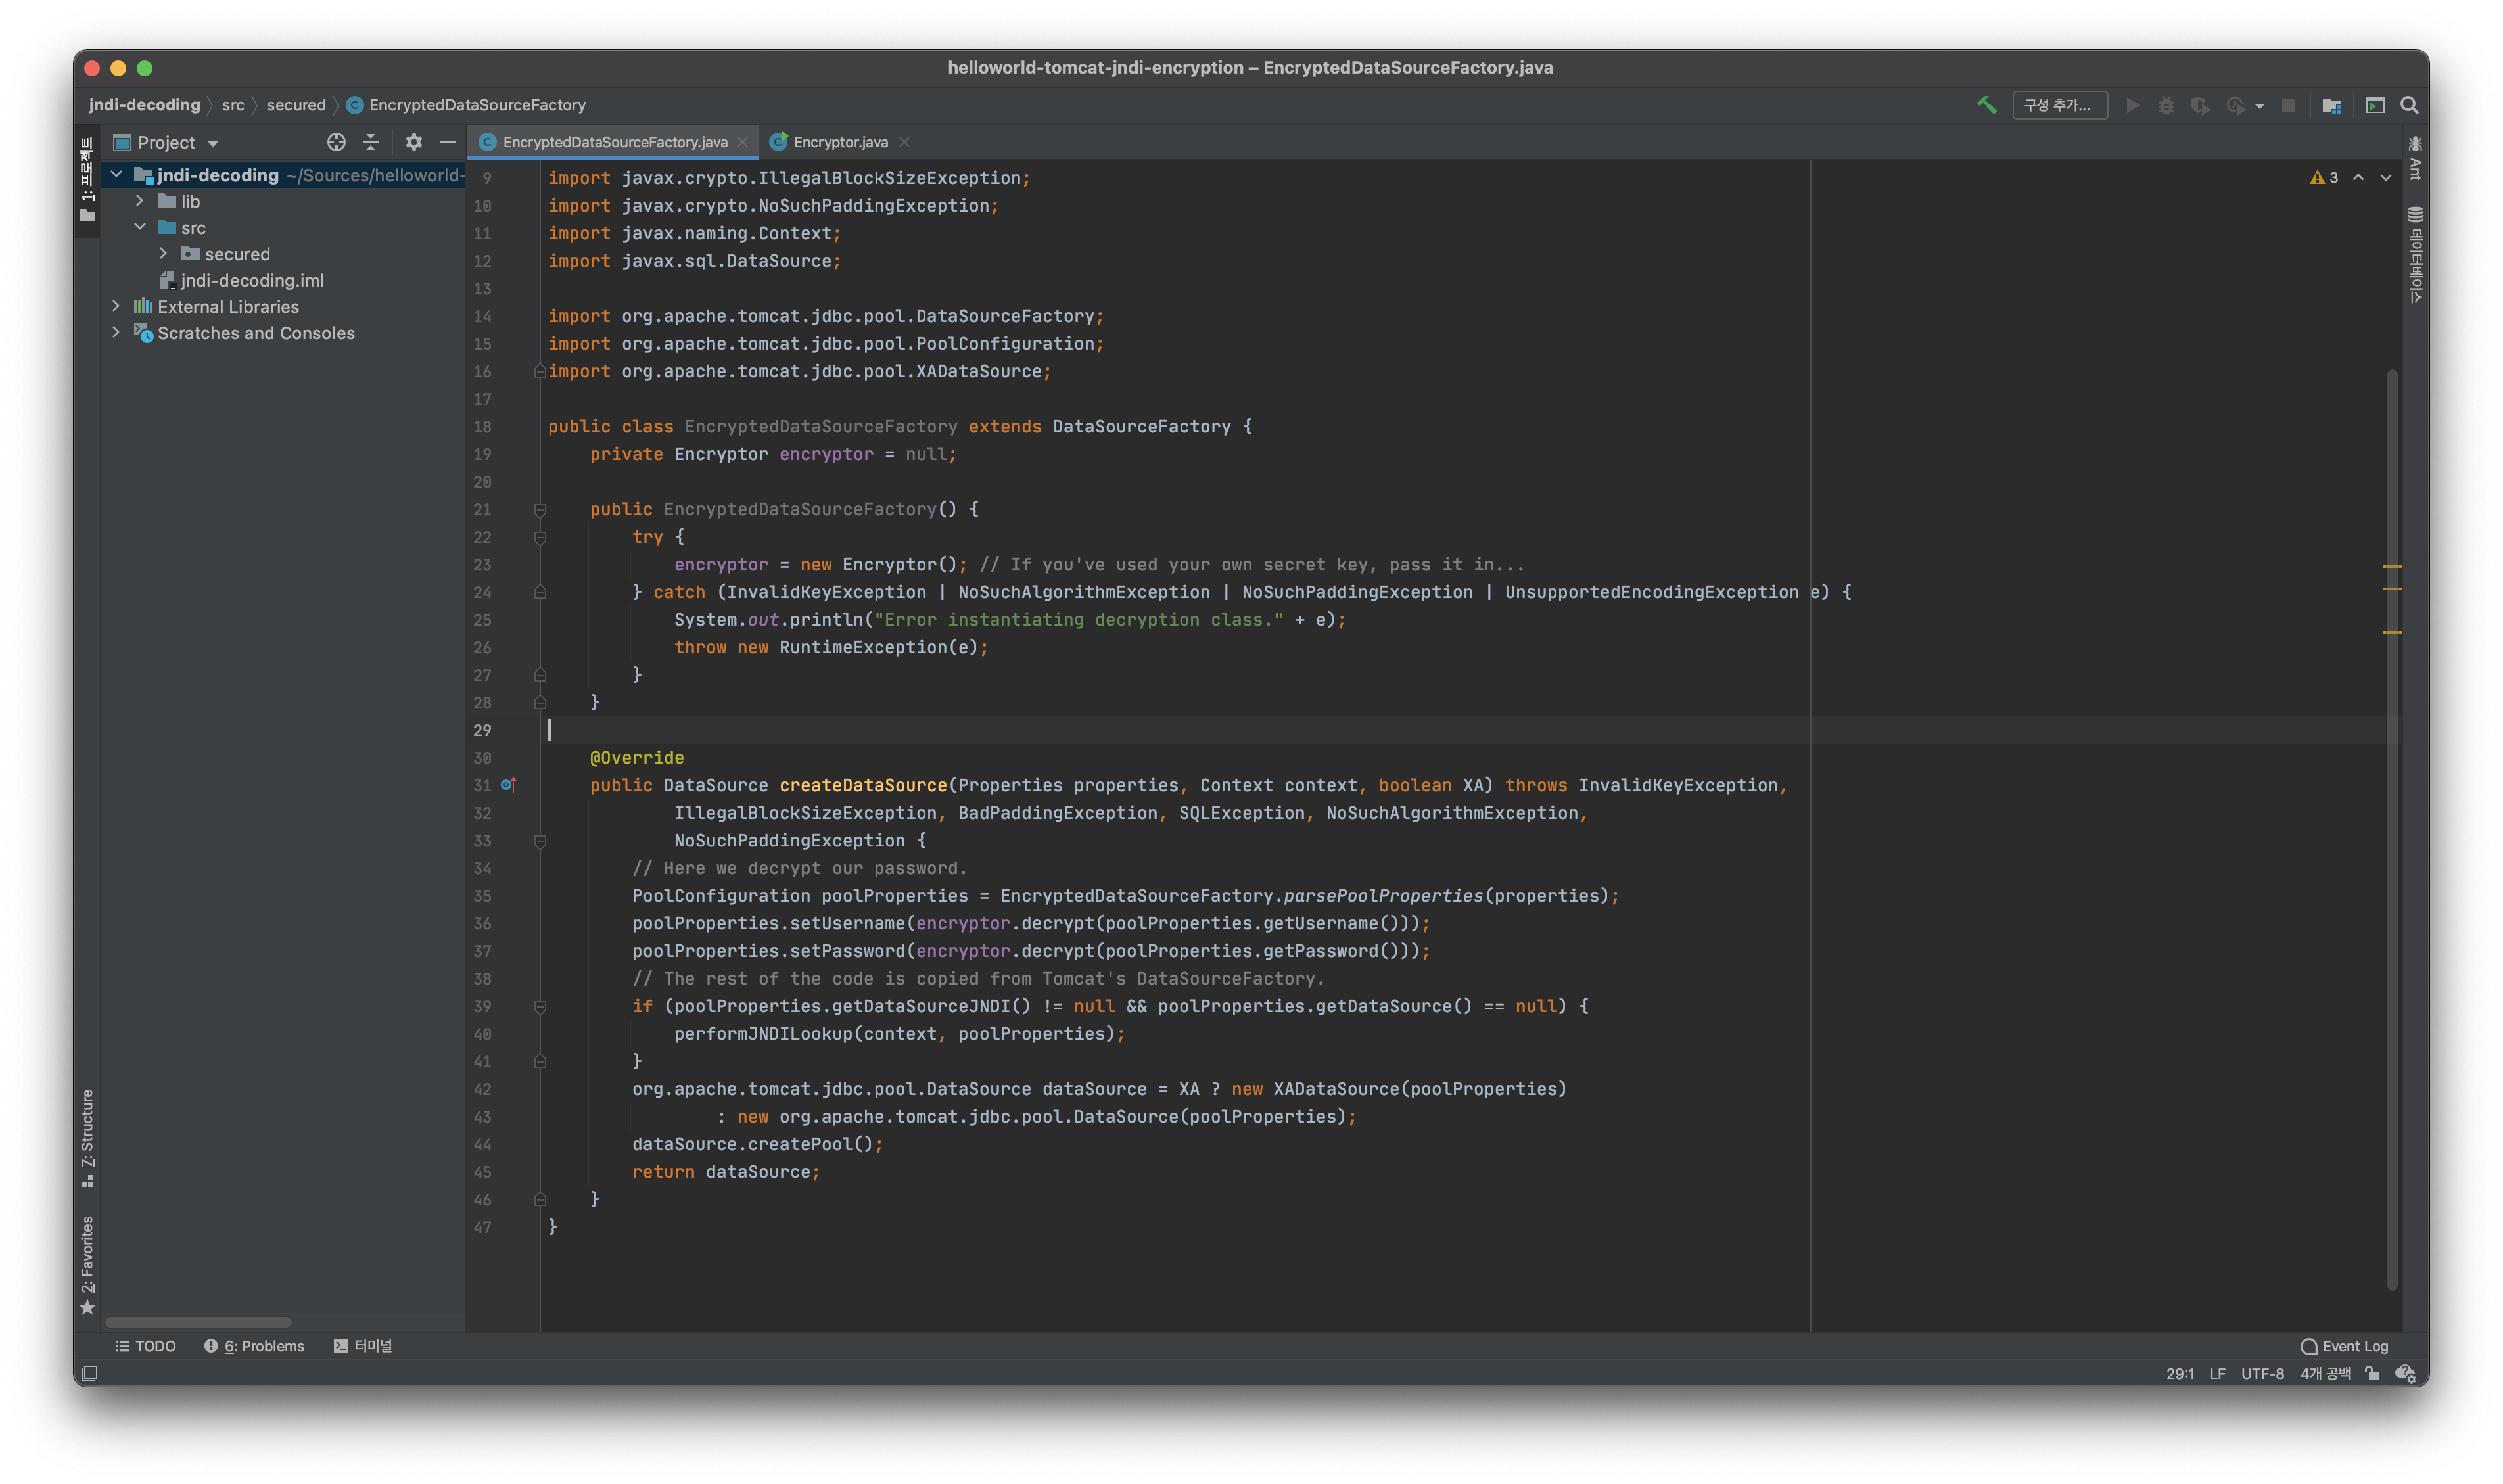 helloworld-tomcat-jndi-encryption – EncryptedDataSourceFactory.java
jndi-decoding src secured EncryptedDataSourceFactory
구성 추가...
1: 프로젝트
Project
EncryptedDataSourceFactory.java
Encryptor.java
jndi-decoding ~/Sources/helloworld-
lib
src
secured
jndi-decoding.iml
External Libraries
Scratches and Consoles
7: Structure
2: Favorites
3
9 import javax.crypto.IllegalBlockSizeException;
10 import javax.crypto.NoSuchPaddingException;
11 import javax.naming.Context;
12 import javax.sql.DataSource;
13
14 import org.apache.tomcat.jdbc.pool.DataSourceFactory;
15 import org.apache.tomcat.jdbc.pool.PoolConfiguration;
16 import org.apache.tomcat.jdbc.pool.XADataSource;
17
18 public class EncryptedDataSourceFactory extends DataSourceFactory {
19     private Encryptor encryptor = null;
20
21     public EncryptedDataSourceFactory() {
22         try {
23             encryptor = new Encryptor(); // If you've used your own secret key, pass it in...
24         } catch (InvalidKeyException | NoSuchAlgorithmException | NoSuchPaddingException | UnsupportedEncodingException e) {
25             System.out.println("Error instantiating decryption class." + e);
26             throw new RuntimeException(e);
27         }
28     }
29
30     @Override
31     public DataSource createDataSource(Properties properties, Context context, boolean XA) throws InvalidKeyException,
32             IllegalBlockSizeException, BadPaddingException, SQLException, NoSuchAlgorithmException,
33             NoSuchPaddingException {
34         // Here we decrypt our password.
35         PoolConfiguration poolProperties = EncryptedDataSourceFactory.parsePoolProperties(properties);
36         poolProperties.setUsername(encryptor.decrypt(poolProperties.getUsername()));
37         poolProperties.setPassword(encryptor.decrypt(poolProperties.getPassword()));
38         // The rest of the code is copied from Tomcat's DataSourceFactory.
39         if (poolProperties.getDataSourceJNDI() != null && poolProperties.getDataSource() == null) {
40             performJNDILookup(context, poolProperties);
41         }
42         org.apache.tomcat.jdbc.pool.DataSource dataSource = XA ? new XADataSource(poolProperties)
43                 : new org.apache.tomcat.jdbc.pool.DataSource(poolProperties);
44         dataSource.createPool();
45         return dataSource;
46     }
47 }
Ant
데이터베이스
TODO
6: Problems
터미널
Event Log
29:1 LF UTF-8 4개 공백